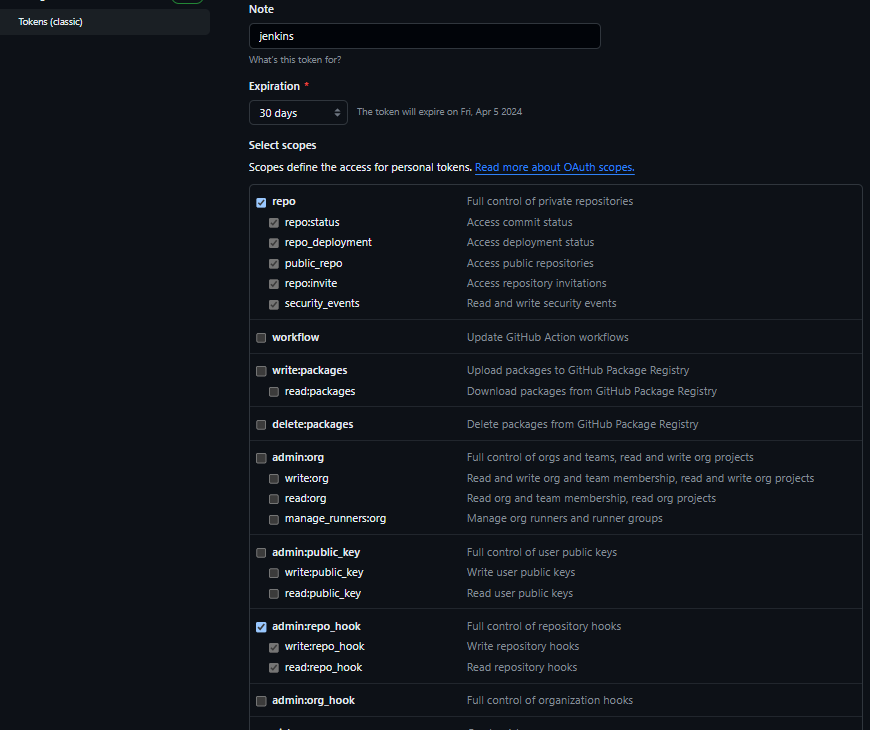 Tokens (classic)
Note
jenkins
What's this token for?
Expiration *
30 days The token will expire on Fri, Apr 5 2024
Select scopes
Scopes define the access for personal tokens. Read more about OAuth scopes.
repo Full control of private repositories
repo:status Access commit status
repo_deployment Access deployment status
public_repo Access public repositories
repo:invite Access repository invitations
security_events Read and write security events
workflow Update GitHub Action workflows
write:packages Upload packages to GitHub Package Registry
read:packages Download packages from GitHub Package Registry
delete:packages Delete packages from GitHub Package Registry
admin:org Full control of orgs and teams, read and write org projects
write:org Read and write org and team membership, read and write org projects
read:org Read org and team membership, read org projects
manage_runners:org Manage org runners and runner groups
admin:public_key Full control of user public keys
write:public_key Write user public keys
read:public_key Read user public keys
admin:repo_hook Full control of repository hooks
write:repo_hook Write repository hooks
read:repo_hook Read repository hooks
admin:org_hook Full control of organization hooks